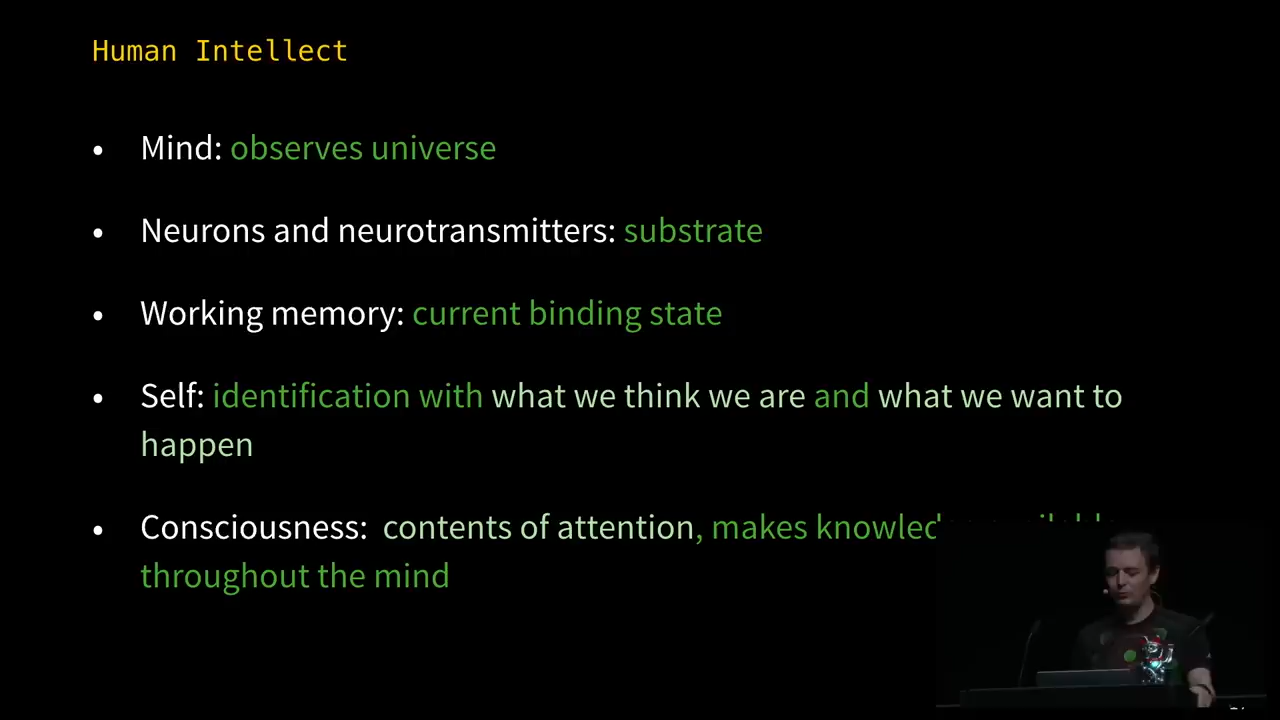 Human Intellect
• Mind: observes universe
• Neurons and neurotransmitters: substrate
• Working memory: current binding state
• Self: identification with what we think we are and what we want to
happen
• Consciousness: contents of attention, makes
throughout the mind